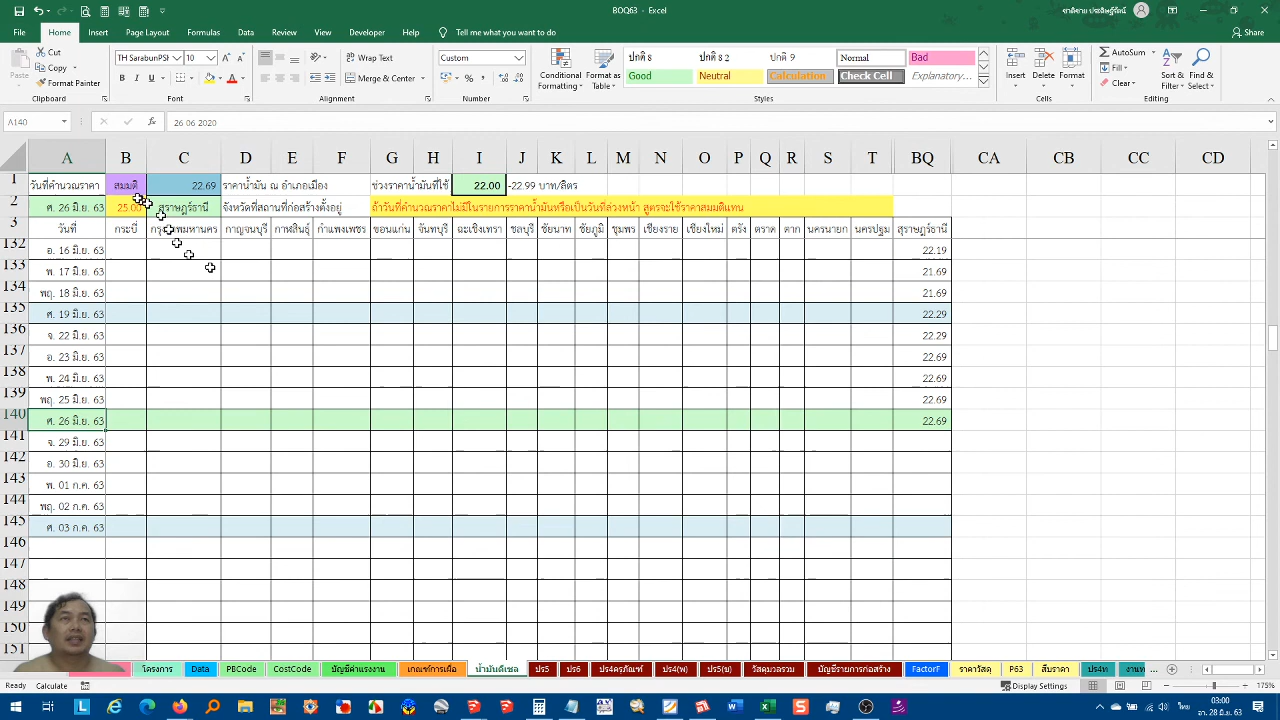 BOQ63 - Excel
ภาคีสยาม ประเสริฐรัตน์
File Home Insert Page Layout Formulas Data Review View Developer Help Tell me what you want to do Share
Cut
Copy
Format Painter
Paste
Clipboard
TH SarabunPSK 10
B I U
Font
Wrap Text
Merge & Center
Alignment
Custom
Number
Conditional Formatting
Format as Table
ปกติ 8 ปกติ 8 2 ปกติ 9 Normal Bad
Good Neutral Calculation Check Cell Explanatory...
Styles
Insert Delete Format
Cells
AutoSum
Fill
Clear
Sort & Filter
Find & Select
Editing
A140 26 06 2020
A B C D E F G H I J K L M N O P Q R S T BQ CA CB CC CD
1 วันที่คำนวณราคา สมมติ 22.69 ราคาน้ำมัน ณ อำเภอเมือง ช่วงราคาน้ำมันที่ใช้ 22.00 -22.99 บาท/ลิตร
2 ศ. 26 มิ.ย. 63 25.00 สุราษฎร์ธานี จังหวัดที่สถานที่ก่อสร้างตั้งอยู่ ถ้าวันที่คำนวณราคาไม่มีในรายการราคาน้ำมันหรือเป็นวันที่ล่วงหน้า สูตรจะใช้ราคาสมมติแทน
3 วันที่ กระบี่ กรุงเทพมหานคร กาญจนบุรี กาฬสินธุ์ กำแพงเพชร ขอนแก่น จันทบุรี ฉะเชิงเทรา ชลบุรี ชัยนาท ชัยภูมิ ชุมพร เชียงราย เชียงใหม่ ตรัง ตราด ตาก นครนายก นครปฐม สุราษฎร์ธานี
132 อ. 16 มิ.ย. 63 22.19
133 พ. 17 มิ.ย. 63 21.69
134 พฤ. 18 มิ.ย. 63 21.69
135 ศ. 19 มิ.ย. 63 22.29
136 จ. 22 มิ.ย. 63 22.29
137 อ. 23 มิ.ย. 63 22.69
138 พ. 24 มิ.ย. 63 22.69
139 พฤ. 25 มิ.ย. 63 22.69
140 ศ. 26 มิ.ย. 63 22.69
141 จ. 29 มิ.ย. 63
142 อ. 30 มิ.ย. 63
143 พ. 01 ก.ค. 63
144 พฤ. 02 ก.ค. 63
145 ศ. 03 ก.ค. 63
146
147
148
149
150
151
โครงการ Data PBCode CostCode บัญชีค่าแรงงาน เกณฑ์การเผื่อ น้ำมันดีเซล ปร5 ปร6 ปร4ครุภัณฑ์ ปร4(พ) ปร5(ข) วัสดุมวลรวม บัญชีรายการก่อสร้าง FactorF ราคาวัสดุ P63 สืบราคา ปร4ท งานท ...
Ready Calculate Display Settings 175%
03:00
อา. 28 มิ.ย. 63